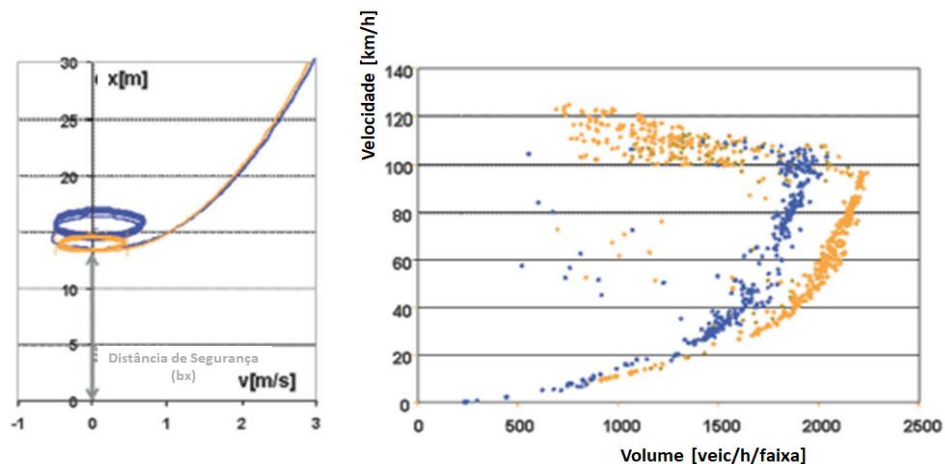 30
x[m]
25
20
15
10
5
0
Distância de Segurança
(bx)
v[m/s]
-1 0 1 2 3
Velocidade [km/h]
140
120
100
80
60
40
20
0
0 500 1000 1500 2000 2500
Volume [veic/h/faixa]